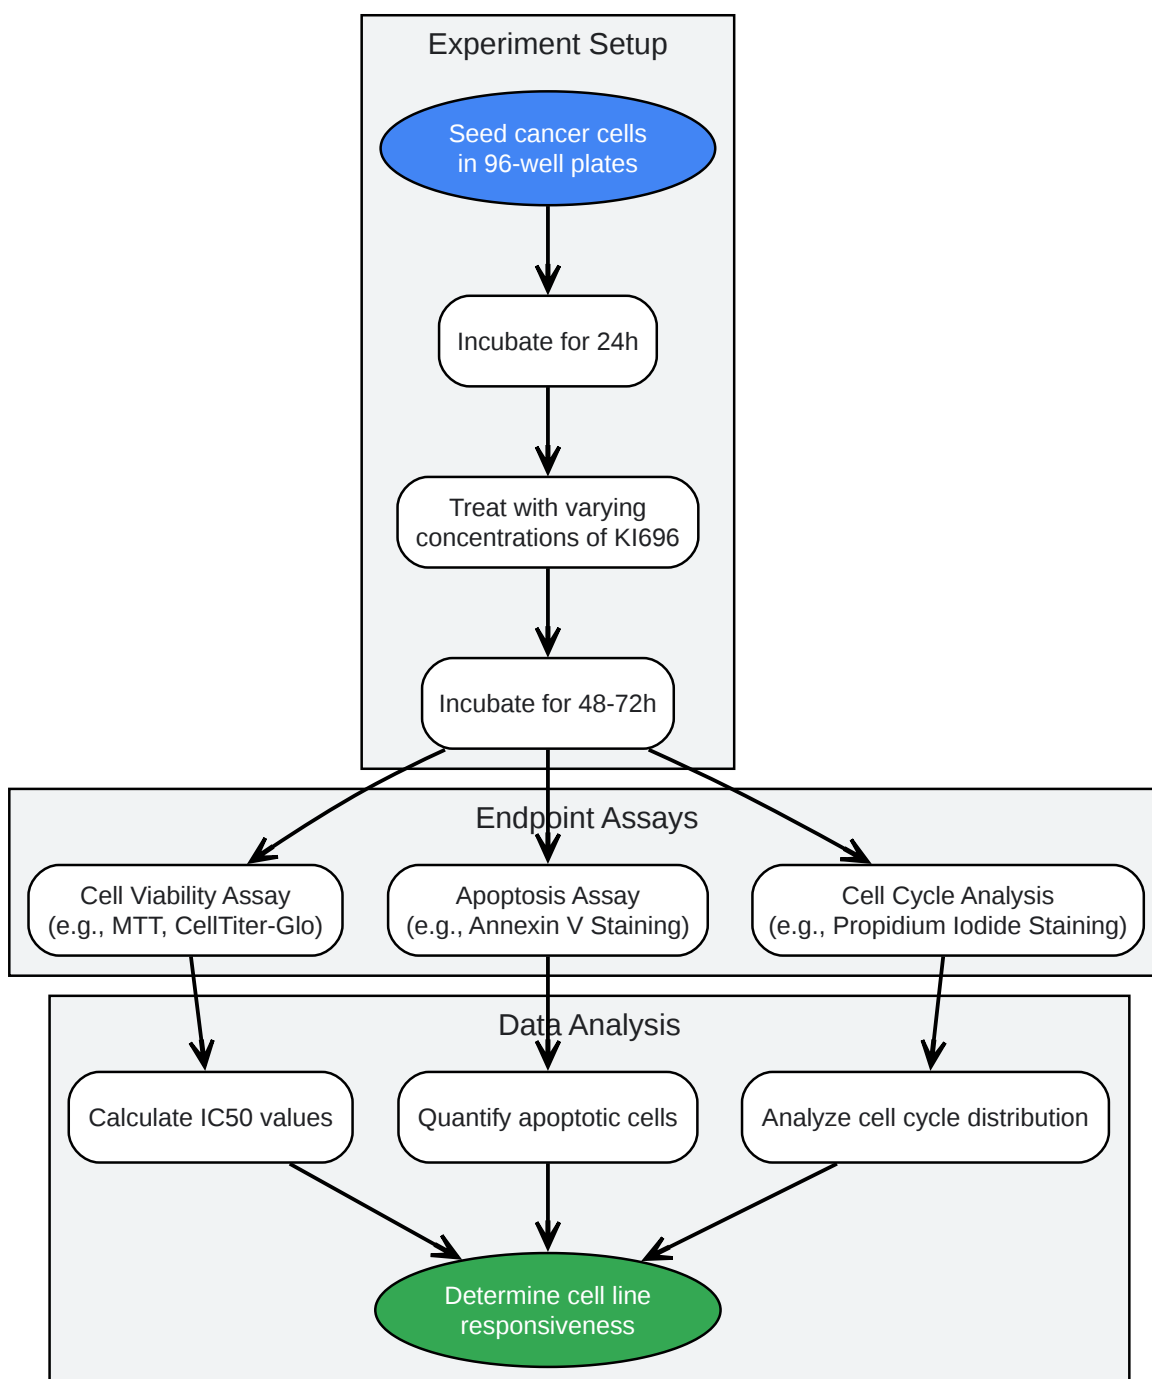 Experiment Setup
Seed cancer cells
in 96-well plates
Incubate for 24h
Treat with varying
concentrations of KI696
Incubate for 48-72h
Endpoint Assays
Cell Viability Assay
(e.g., MTT, CellTiter-Glo)
Apoptosis Assay
(e.g., Annexin V Staining)
Cell Cycle Analysis
(e.g., Propidium Iodide Staining)
Data Analysis
Calculate IC50 values
Quantify apoptotic cells
Analyze cell cycle distribution
Determine cell line
responsiveness